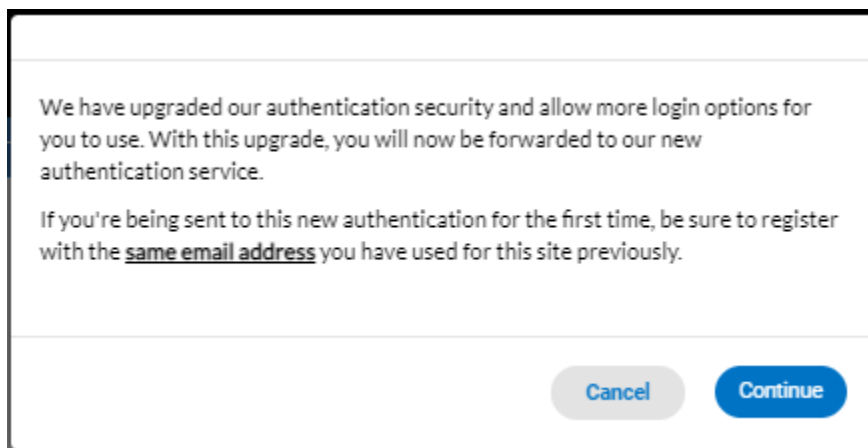 We have upgraded our authentication security and allow more login options for
you to use. With this upgrade, you will now be forwarded to our new
authentication service.
If you're being sent to this new authentication for the first time, be sure to register
with the same email address you have used for this site previously.
Cancel
Continue